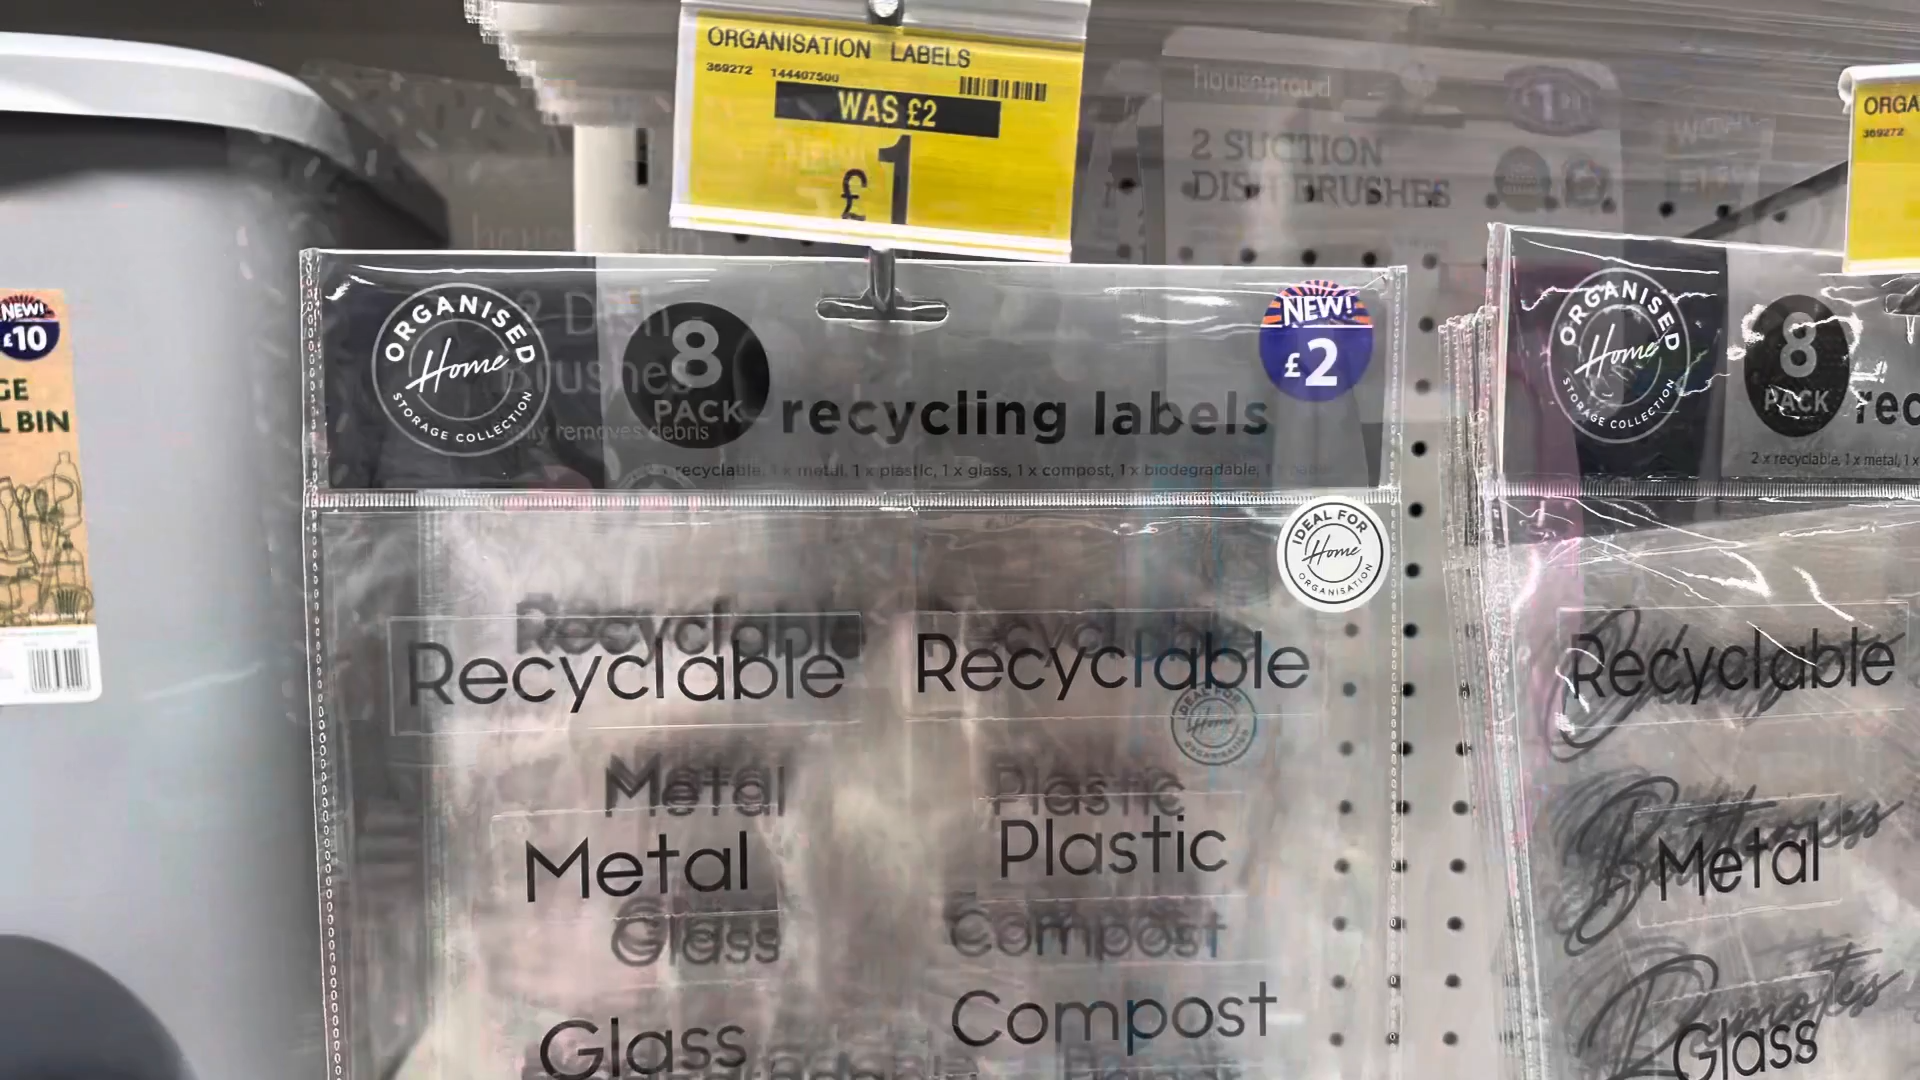 ORGANISATION LABELS
369272 144407500
WAS £2
£1
ORGA
369272
houseproud
2 SUCTION
DISH BRUSHES
NEW!
£10
GE
L BIN
ORGANISED
Home
STORAGE COLLECTION
8
PACK
recycling labels
recyclable, 1 x metal, 1 x plastic, 1 x glass, 1 x compost, 1 x biodegradable,
NEW!
£2
IDEAL FOR
Home
ORGANISATION
Recyclable Recyclable
Metal Plastic
Glass Compost
ORGANISED
Home
STORAGE COLLECTION
8
PACK
rec
2 x recyclable, 1 x metal, 1 x
Recyclable
Metal
Glass